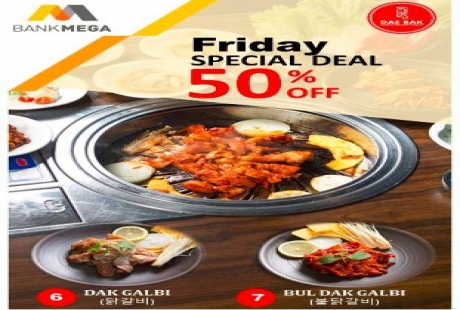 BANKMEGA
DAE BAK
Friday
SPECIAL DEAL
50%
OFF
6 DAK GALBI
(닭갈비)
7 BUL DAK GALBI
(불닭갈비)